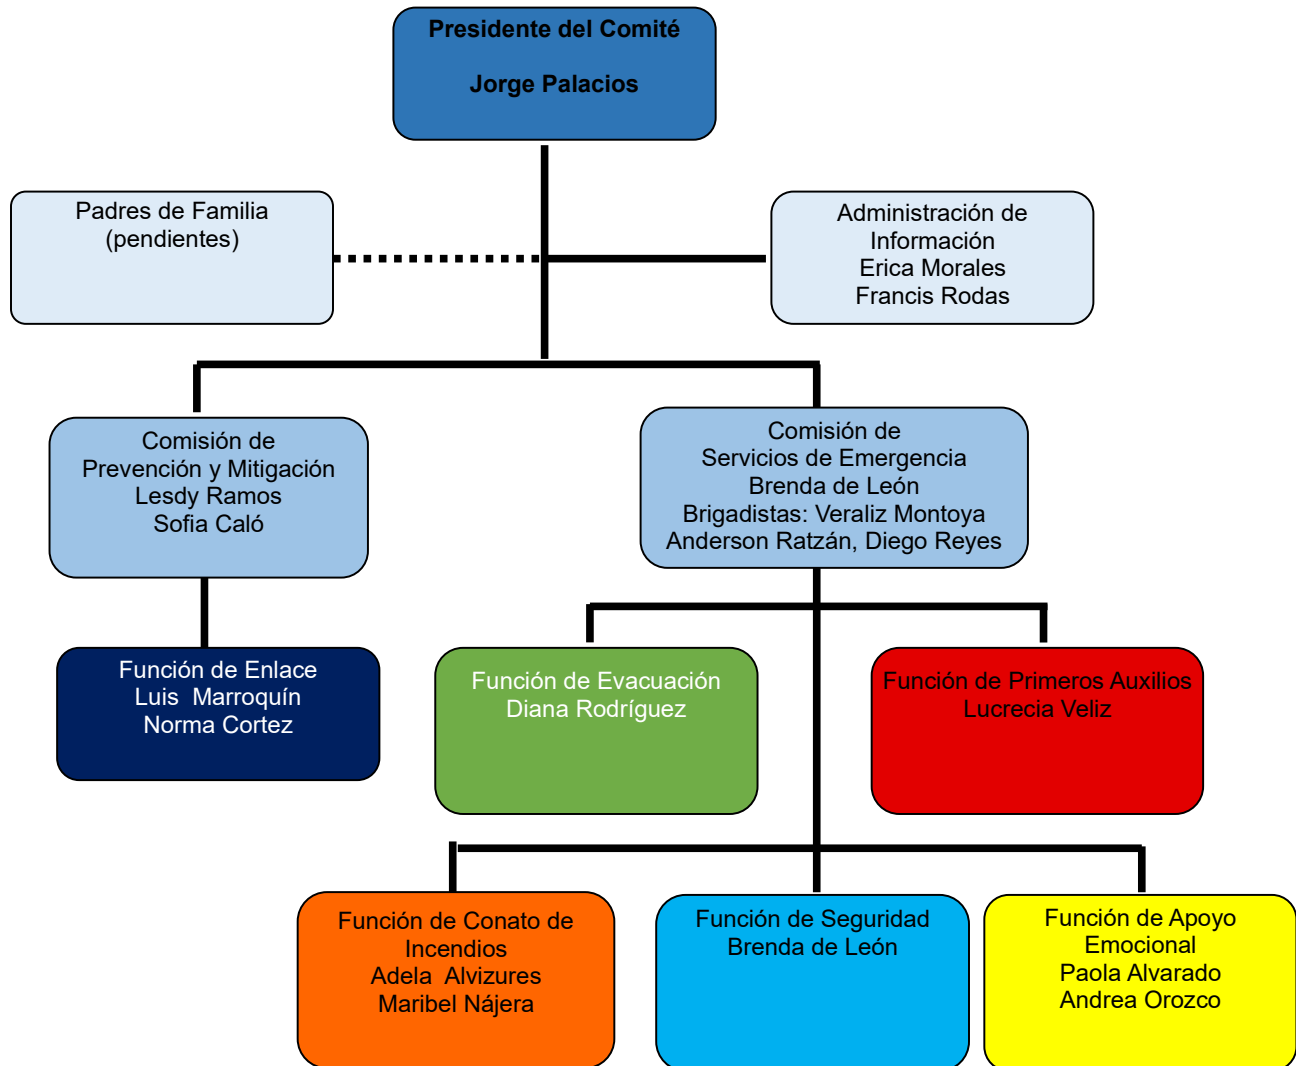 Presidente del Comité
Jorge Palacios
Padres de Familia
(pendientes)
Administración de
Información
Erica Morales
Francis Rodas
Comisión de
Prevención y Mitigación
Lesdy Ramos
Sofia Caló
Comisión de
Servicios de Emergencia
Brenda de León
Brigadistas: Veraliz Montoya
Anderson Ratzán, Diego Reyes
Función de Enlace
Luis  Marroquín
Norma Cortez
Función de Evacuación
Diana Rodríguez
Función de Primeros Auxilios
Lucrecia Veliz
Función de Conato de
Incendios
Adela  Alvizures
Maribel Nájera
Función de Seguridad
Brenda de León
Función de Apoyo
Emocional
Paola Alvarado
Andrea Orozco